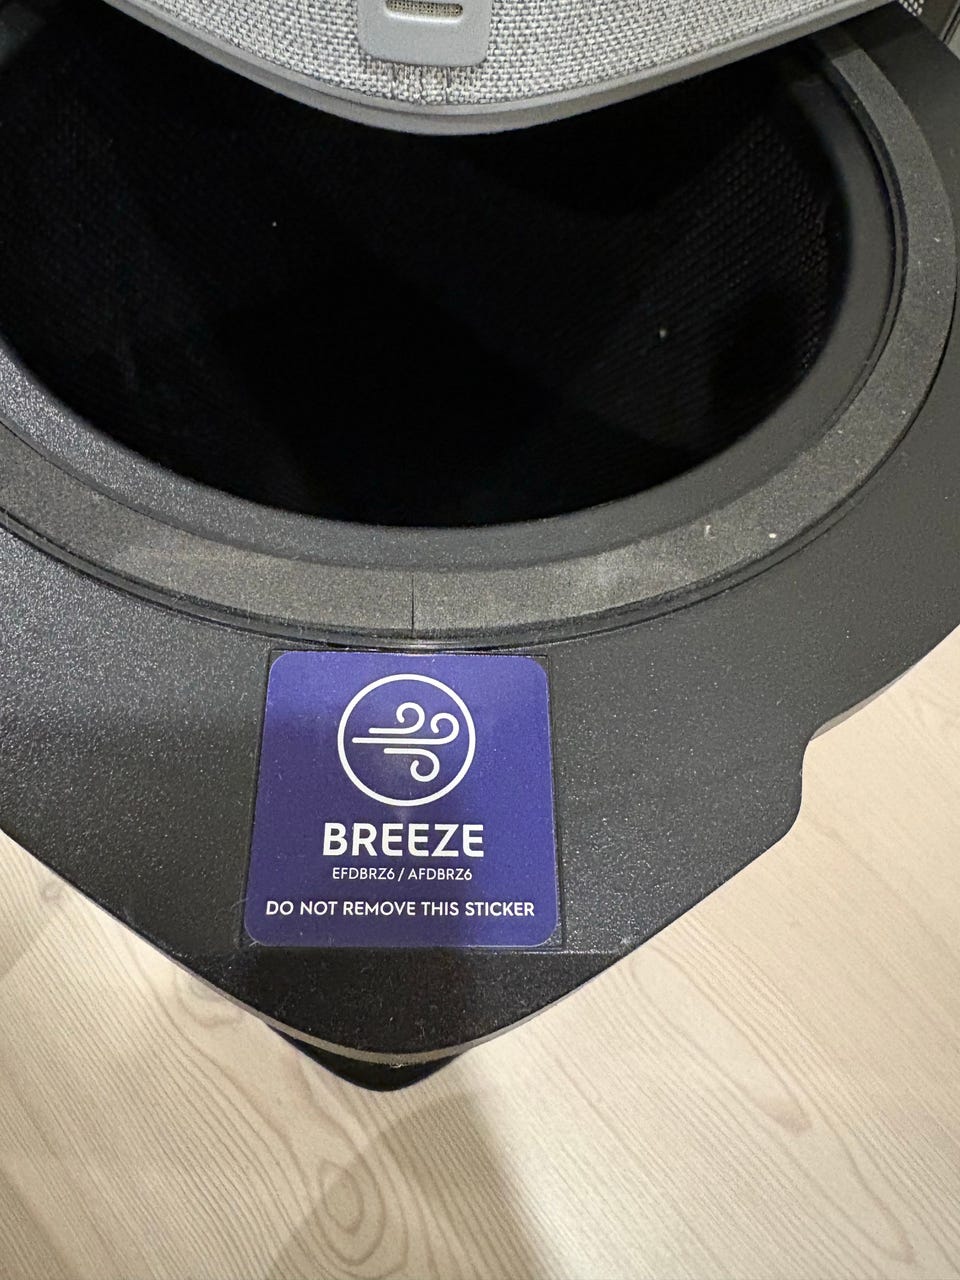 BREEZE
EFDBRZ6 / AFDBRZ6
DO NOT REMOVE THIS STICKER